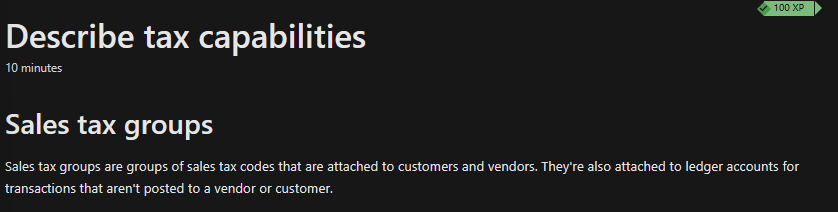 100 XP
Describe tax capabilities
10 minutes
Sales tax groups
Sales tax groups are groups of sales tax codes that are attached to customers and vendors. They're also attached to ledger accounts for
transactions that aren't posted to a vendor or customer.